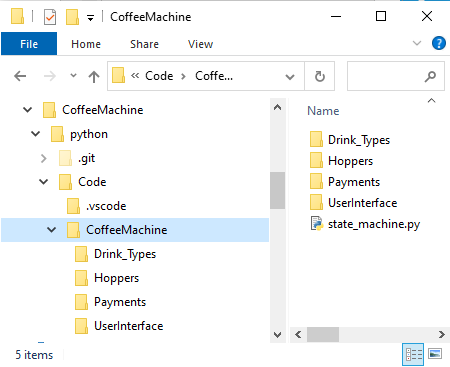 CoffeeMachine
File Home Share View
Code Coffe...
CoffeeMachine
python
.git
Code
.vscode
CoffeeMachine
Drink_Types
Hoppers
Payments
UserInterface
Name
Drink_Types
Hoppers
Payments
UserInterface
state_machine.py
5 items